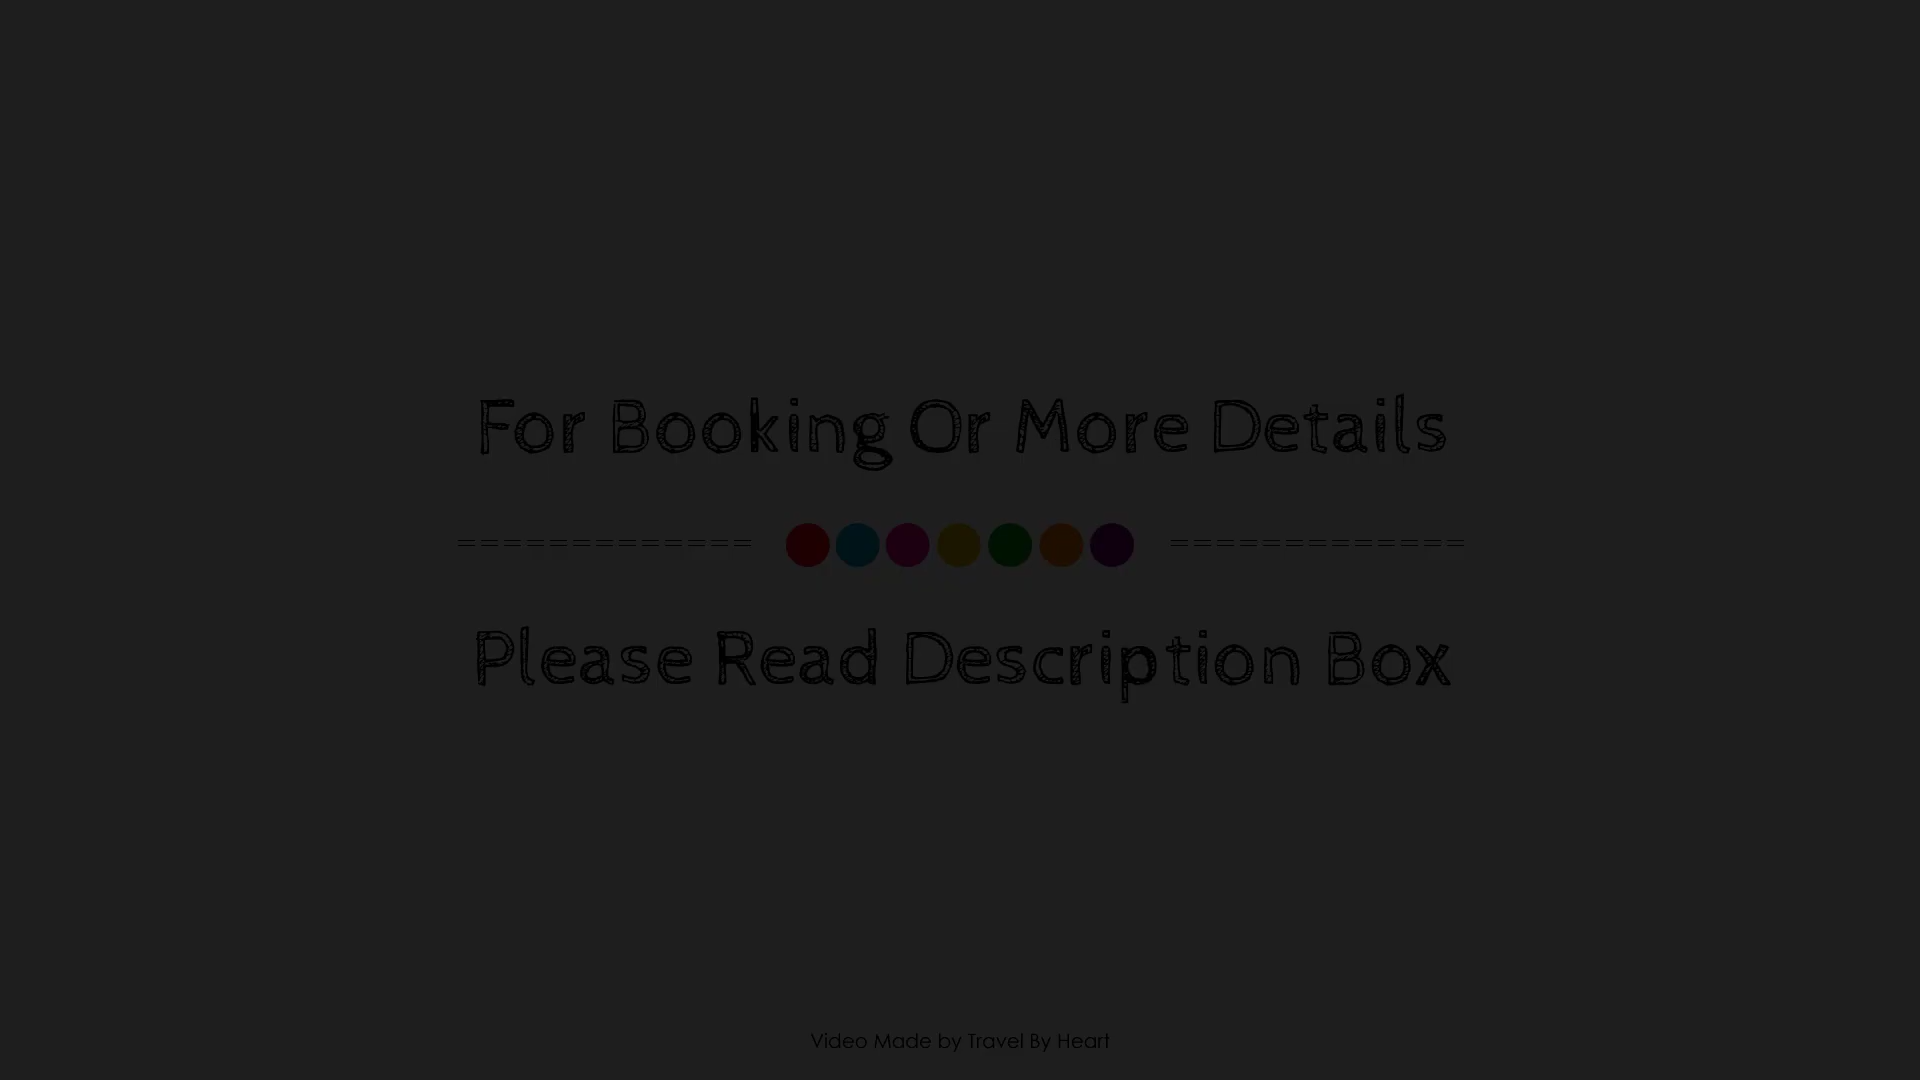 For Booking Or More Details
============= =============
Please Read Description Box
Video Made by Travel By Heart